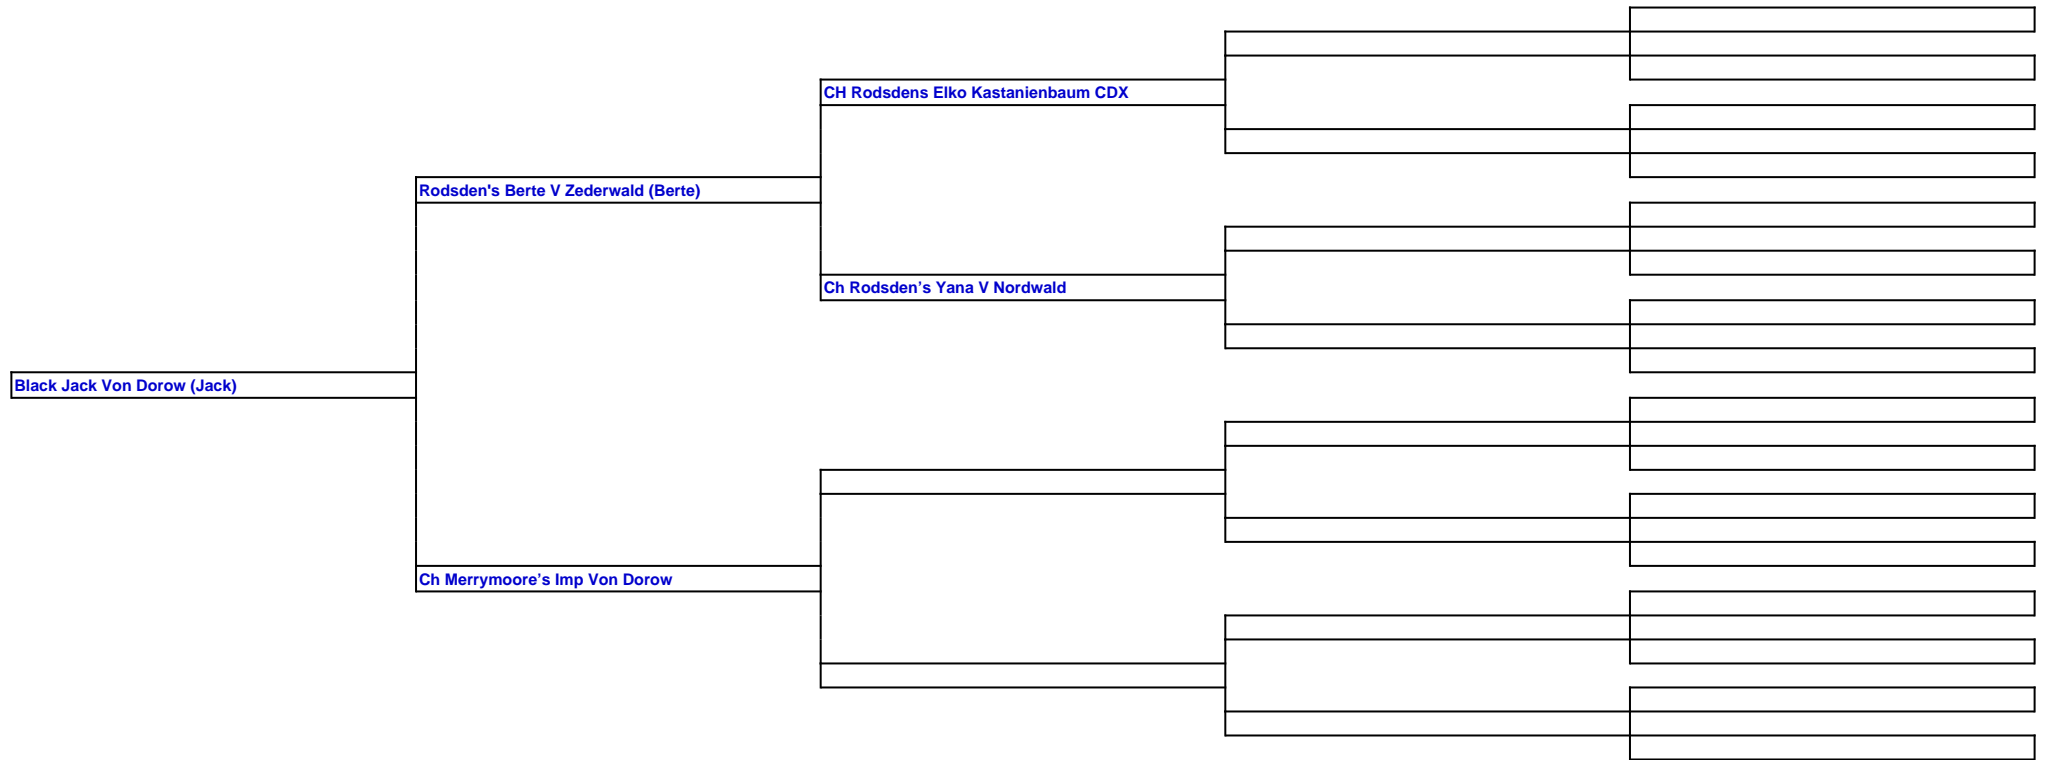 CH Rodsdens Elko Kastanienbaum CDX
Rodsden's Berte V Zederwald (Berte)
Ch Rodsden’s Yana V Nordwald
Black Jack Von Dorow (Jack)
Ch Merrymoore’s Imp Von Dorow